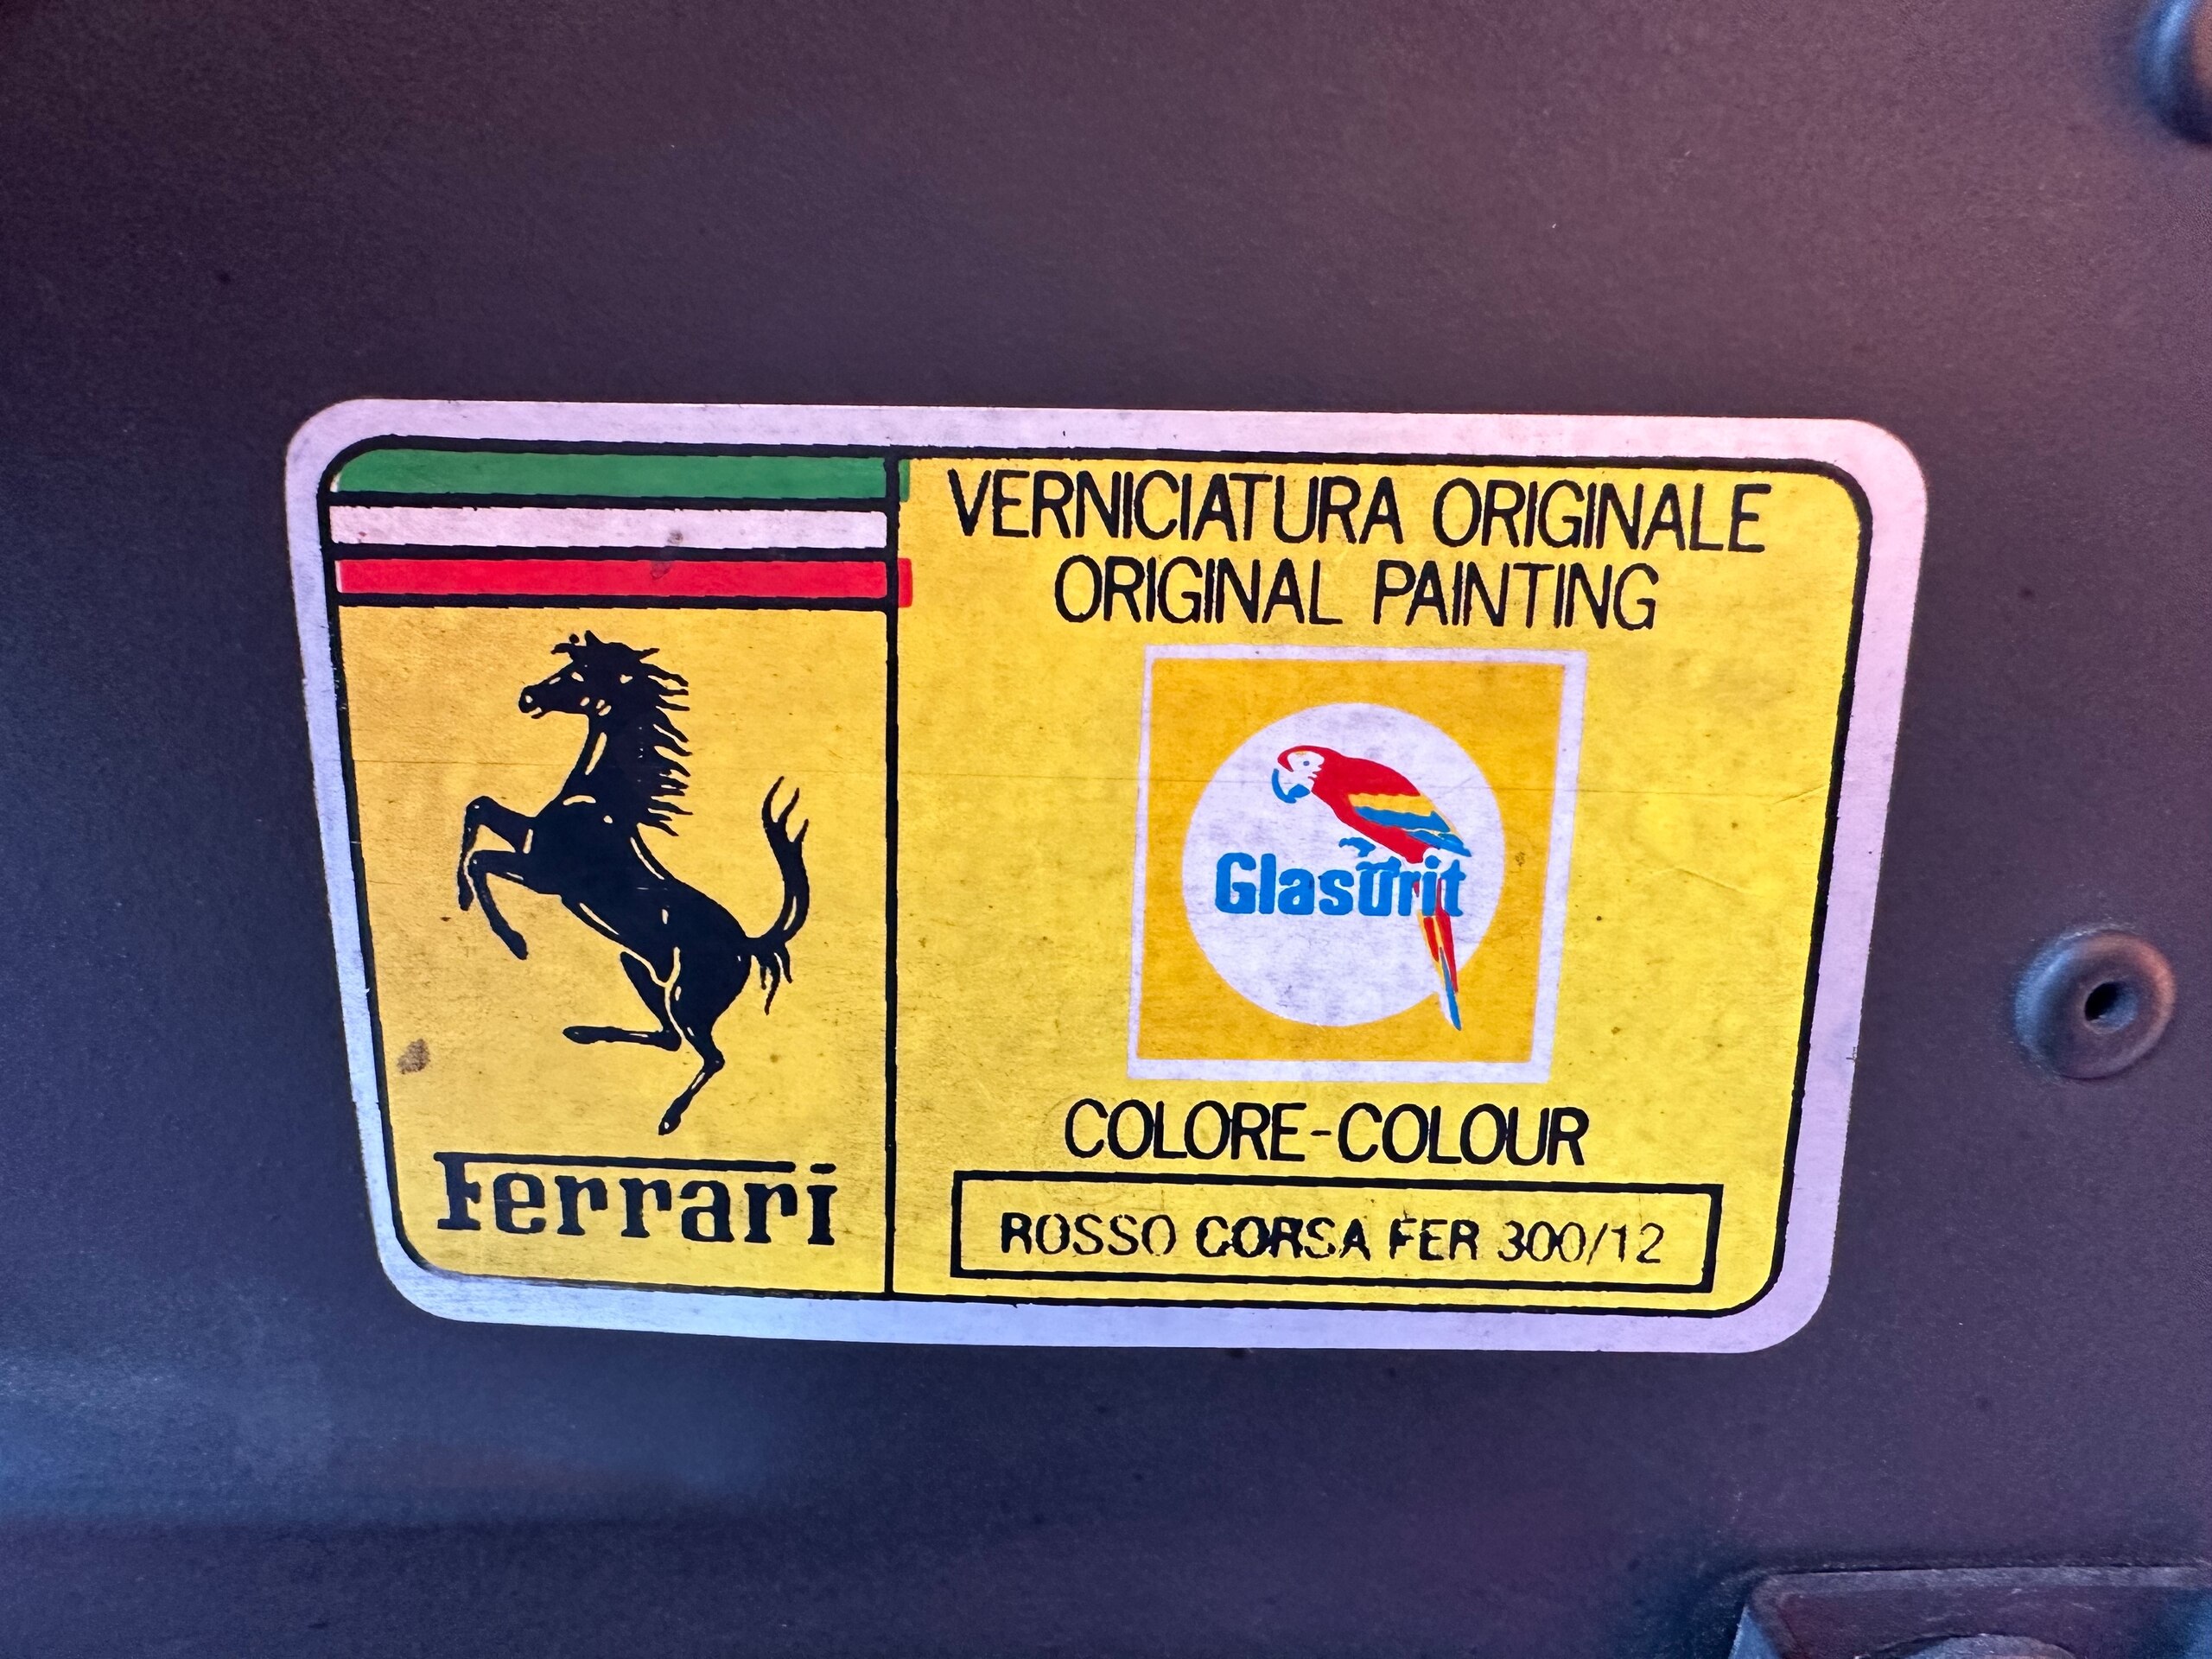 VERNICIATURA ORIGINALE
ORIGINAL PAINTING
Glasurit
COLORE-COLOUR
ROSSO CORSA FER 300/12
Ferrari